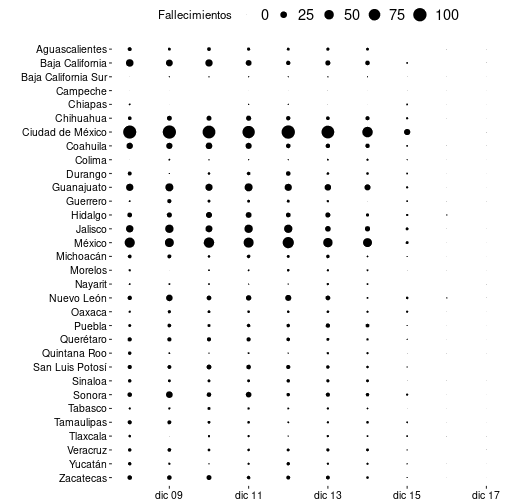 Fallecimientos 0 25 50 75 100
Aguascalientes
Baja California
Baja California Sur
Campeche
Chiapas
Chihuahua
Ciudad de México
Coahuila
Colima
Durango
Guanajuato
Guerrero
Hidalgo
Jalisco
México
Michoacán
Morelos
Nayarit
Nuevo León
Oaxaca
Puebla
Querétaro
Quintana Roo
San Luis Potosí
Sinaloa
Sonora
Tabasco
Tamaulipas
Tlaxcala
Veracruz
Yucatán
Zacatecas
dic 09 dic 11 dic 13 dic 15 dic 17